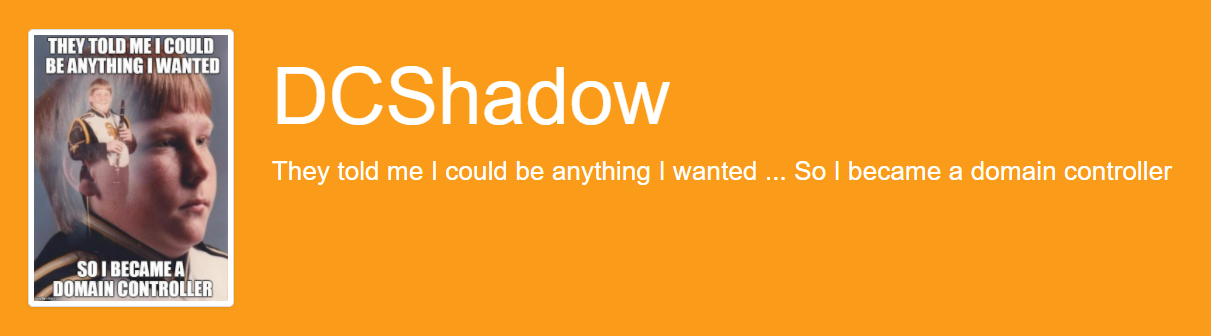 THEY TOLD ME I COULD
BE ANYTHING I WANTED
SO I BECAME A
DOMAIN CONTROLLER
DCShadow
They told me I could be anything I wanted ... So I became a domain controller